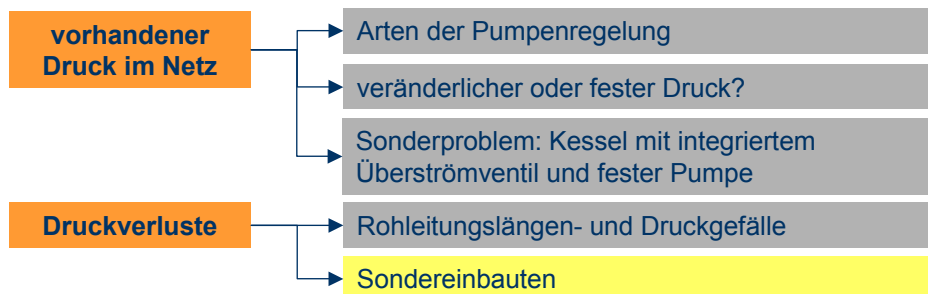 vorhandener
Druck im Netz
Arten der Pumpenregelung
veränderlicher oder fester Druck?
Sonderproblem: Kessel mit integriertem
Überströmventil und fester Pumpe
Druckverluste
Rohleitungslängen- und Druckgefälle
Sondereinbauten